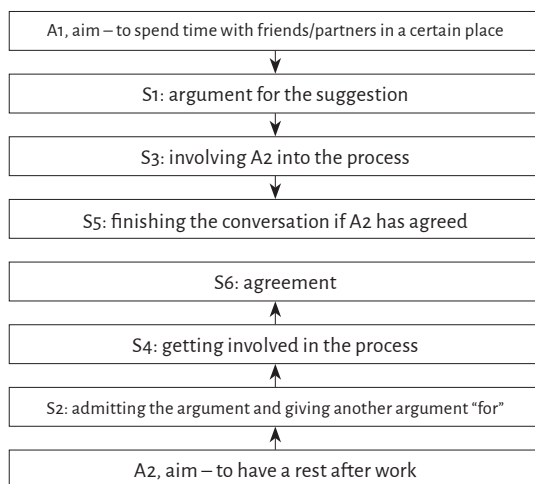 A1, aim – to spend time with friends/partners in a certain place
S1: argument for the suggestion
S3: involving A2 into the process
S5: finishing the conversation if A2 has agreed
S6: agreement
S4: getting involved in the process
S2: admitting the argument and giving another argument “for”
A2, aim – to have a rest after work